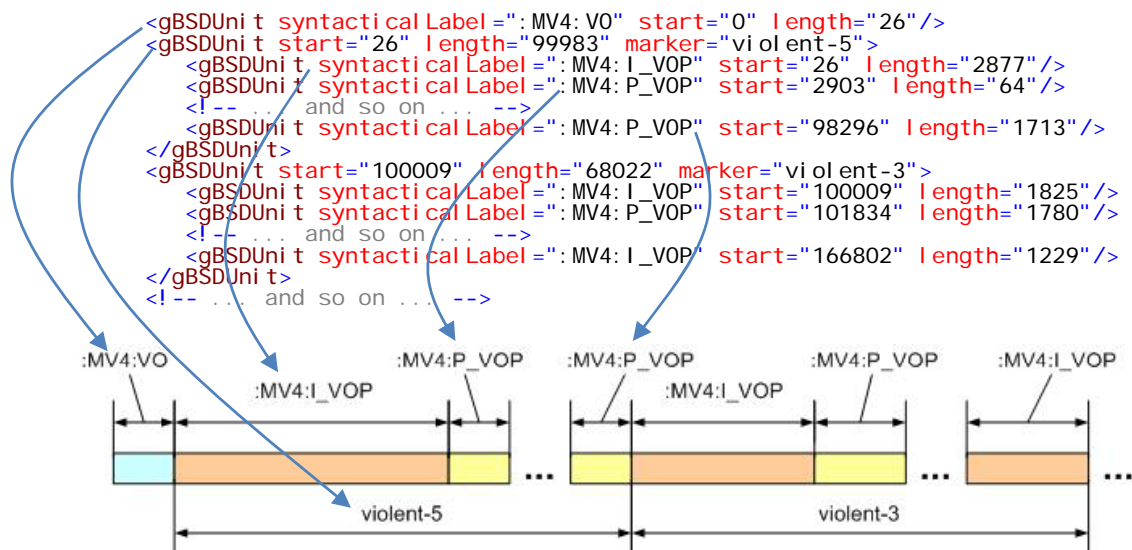 <gBSDUnit syntacticalLabel=":MV4:VO" start="0" length="26"/>
<gBSDUnit start="26" length="99983" marker="violent-5">
<gBSDUnit syntacticalLabel=":MV4:I_VOP" start="26" length="2877"/>
<gBSDUnit syntacticalLabel=":MV4:P_VOP" start="2903" length="64"/>
<!-- ... and so on ... -->
<gBSDUnit syntacticalLabel=":MV4:P_VOP" start="98296" length="1713"/>
</gBSDUnit>
<gBSDUnit start="100009" length="68022" marker="violent-3">
<gBSDUnit syntacticalLabel=":MV4:I_VOP" start="100009" length="1825"/>
<gBSDUnit syntacticalLabel=":MV4:P_VOP" start="101834" length="1780"/>
<!-- ... and so on ... -->
<gBSDUnit syntacticalLabel=":MV4:I_VOP" start="166802" length="1229"/>
</gBSDUnit>
<!-- ... and so on ... -->
:MV4:VO :MV4:P_VOP :MV4:P_VOP :MV4:P_VOP :MV4:I_VOP
:MV4:I_VOP :MV4:I_VOP
... ... ...
violent-5 violent-3